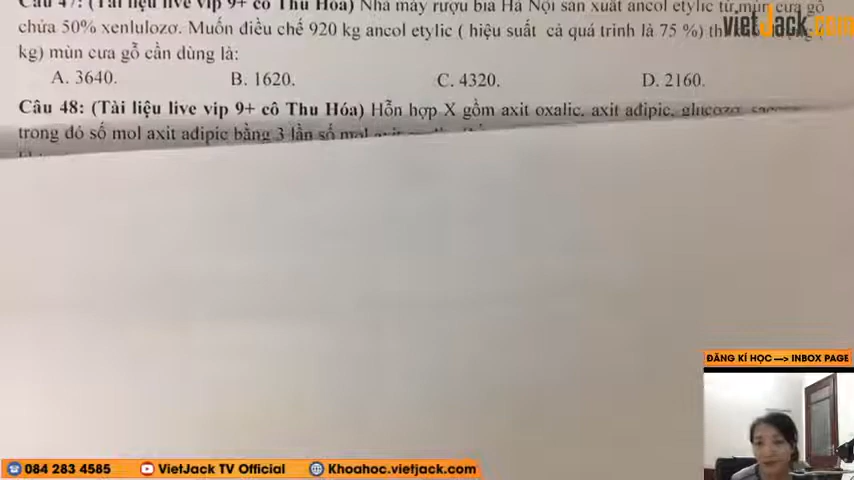 Câu 47: (Tài liệu live vip 9+ cô Thu Hóa) Nhà máy rượu bia Hà Nội sản xuất ancol etylic từ mùn cưa gỗ
chứa 50% xenlulozơ. Muốn điều chế 920 kg ancol etylic ( hiệu suất cả quá trình là 75 %)
kg) mùn cưa gỗ cần dùng là:
A. 3640. B. 1620. C. 4320. D. 2160.
Câu 48: (Tài liệu live vip 9+ cô Thu Hóa) Hỗn hợp X gồm axit oxalic, axit adipic, glucozơ,
trong đó số mol axit adipic bằng 3 lần số mol
vietJack.com
ĐĂNG KÍ HỌC => INBOX PAGE
084 283 4585 VietJack TV Official Khoahoc.vietjack.com